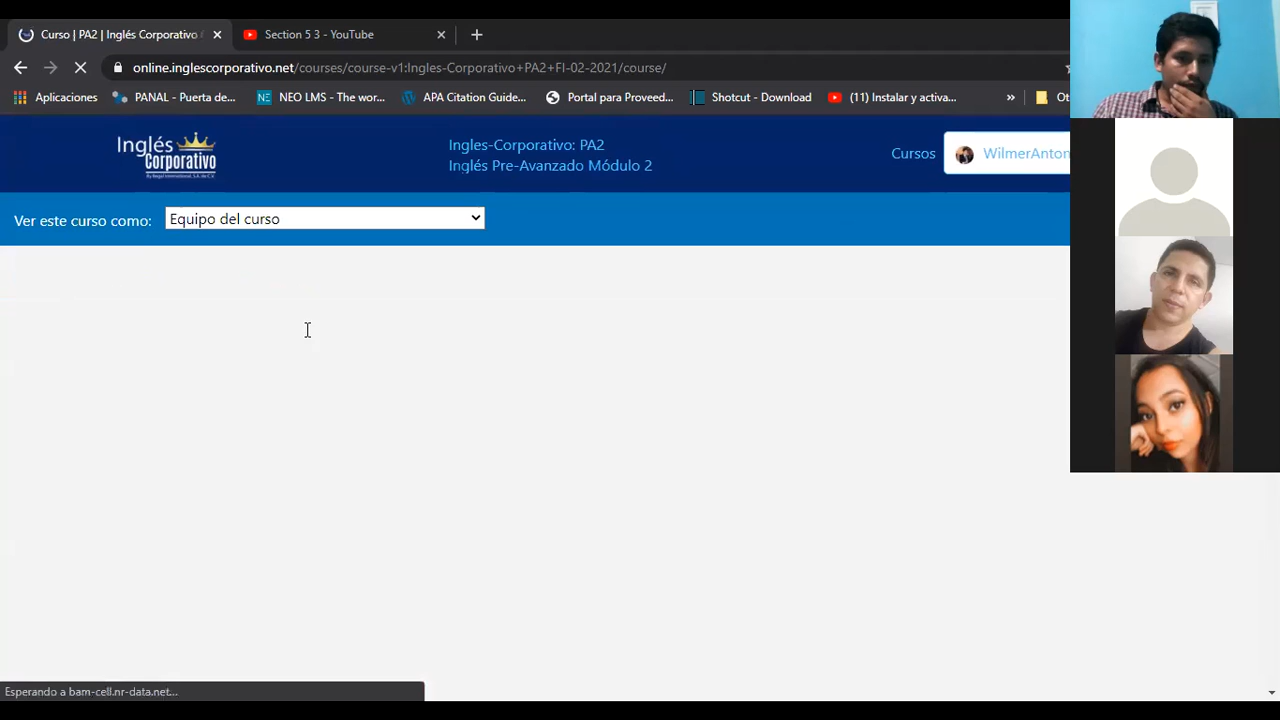 Curso | PA2 | Inglés Corporativo
Section 5 3 - YouTube
online.inglescorporativo.net/courses/course-v1:Ingles-Corporativo+PA2+FI-02-2021/course/
Aplicaciones
PANAL - Puerta de...
NEO LMS - The wor...
APA Citation Guide...
Portal para Proveed...
Shotcut - Download
(11) Instalar y activa...
»
Ot
Inglés
Corporativo
Ingles-Corporativo: PA2
Inglés Pre-Avanzado Módulo 2
Cursos
WilmerAnton
Ver este curso como:
Equipo del curso
Esperando a bam-cell.nr-data.net...